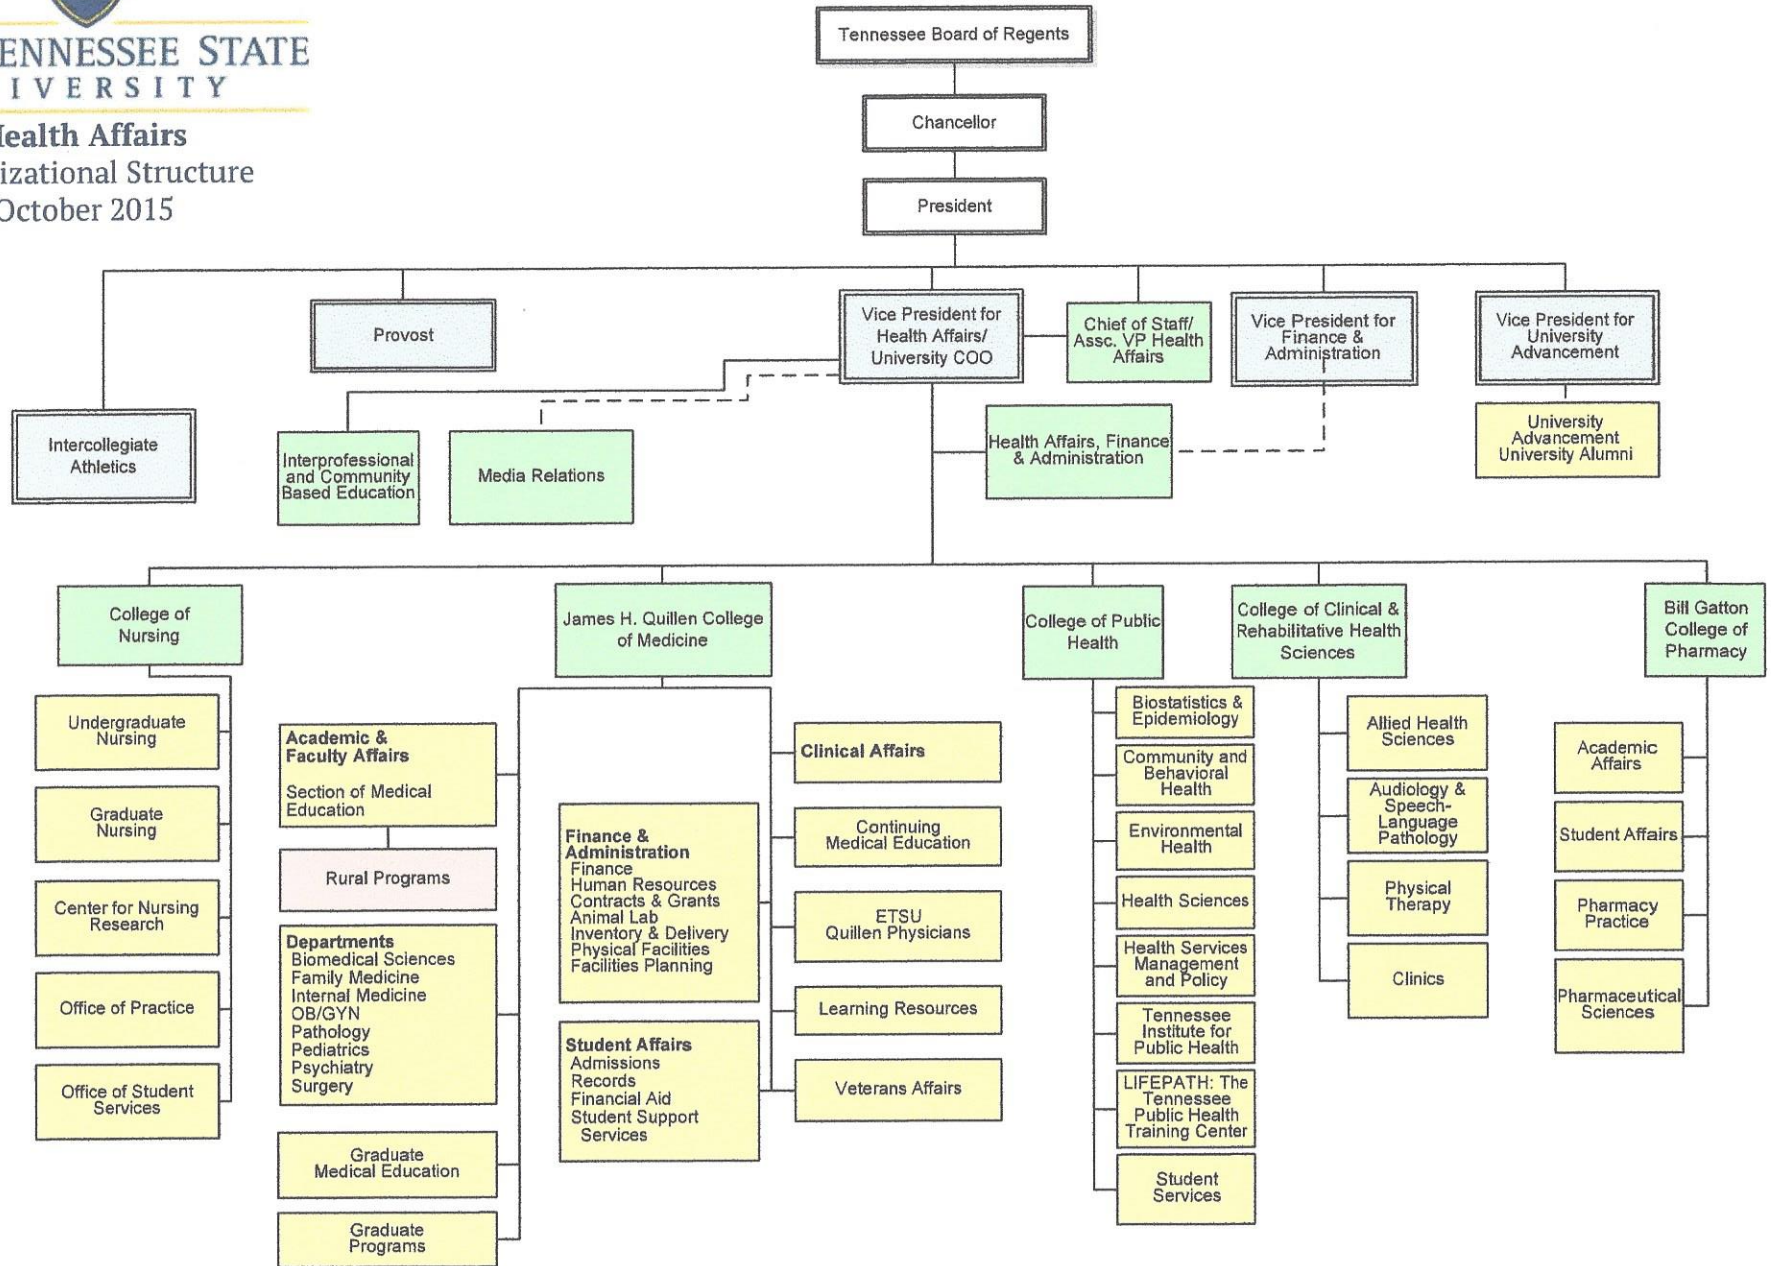 ENNESSEE STATE
IVERSITY
Health Affairs
izational Structure
October 2015
Tennessee Board of Regents
Chancellor
President
Provost
Vice President for
Health Affairs/
University COO
Chief of Staff/
Assc. VP Health
Affairs
Vice President for
Finance &
Administration
Vice President for
University
Advancement
Intercollegiate
Athletics
Interprofessional
and Community
Based Education
Media Relations
Health Affairs, Finance
& Administration
University
Advancement
University Alumni
College of
Nursing
James H. Quillen College
of Medicine
College of Public
Health
College of Clinical &
Rehabilitative Health
Sciences
Bill Gatton
College of
Pharmacy
Undergraduate
Nursing
Graduate
Nursing
Center for Nursing
Research
Office of Practice
Office of Student
Services
Academic &
Faculty Affairs
Section of Medical
Education
Rural Programs
Departments
Biomedical Sciences
Family Medicine
Internal Medicine
OB/GYN
Pathology
Pediatrics
Psychiatry
Surgery
Graduate
Medical Education
Graduate
Programs
Finance &
Administration
Finance
Human Resources
Contracts & Grants
Animal Lab
Inventory & Delivery
Physical Facilities
Facilities Planning
Student Affairs
Admissions
Records
Financial Aid
Student Support
Services
Clinical Affairs
Continuing
Medical Education
ETSU
Quillen Physicians
Learning Resources
Veterans Affairs
Biostatistics &
Epidemiology
Community and
Behavioral
Health
Environmental
Health
Health Sciences
Health Services
Management
and Policy
Tennessee
Institute for
Public Health
LIFEPATH: The
Tennessee
Public Health
Training Center
Student
Services
Allied Health
Sciences
Audiology &
Speech-
Language
Pathology
Physical
Therapy
Clinics
Academic
Affairs
Student Affairs
Pharmacy
Practice
Pharmaceutical
Sciences